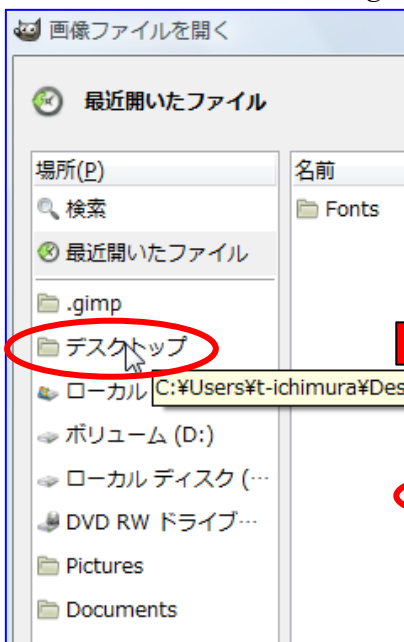 画像ファイルを開く
最近開いたファイル
場所(P)
名前
検索
Fonts
最近開いたファイル
.gimp
デスクトップ
ローカル
C:¥Users¥t-ichimura¥Des
ボリューム (D:)
ローカル ディスク (…
DVD RW ドライブ…
Pictures
Documents